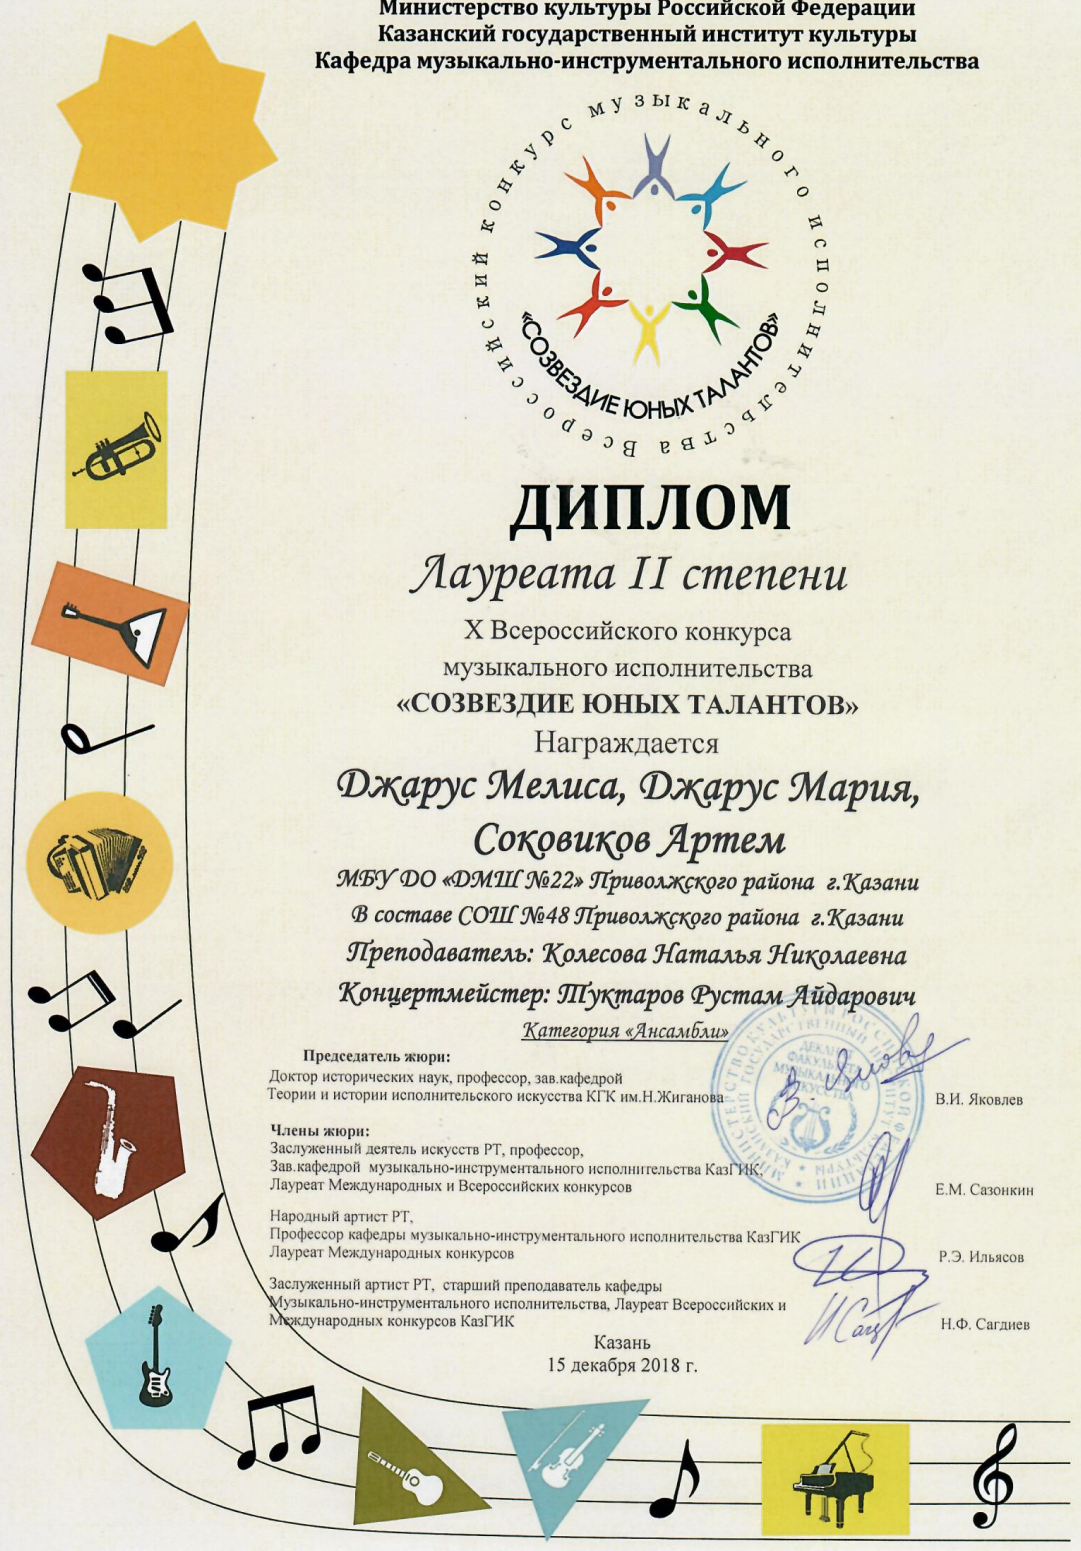 Министерство культуры Российской Федерации
Казанский государственный институт культуры
Кафедра музыкально-инструментального исполнительства
Всероссийский конкурс музыкального исполнительства
«СОЗВЕЗДИЕ ЮНЫХ ТАЛАНТОВ»
ДИПЛОМ
Лауреата II степени
X Всероссийского конкурса
музыкального исполнительства
«СОЗВЕЗДИЕ ЮНЫХ ТАЛАНТОВ»
Награждается
Джарус Мелиса, Джарус Мария,
Соковиков Артем
МБУ ДО «ДМШ №22» Приволжского района г.Казани
В составе СОШ №48 Приволжского района г.Казани
Преподаватель: Колесова Наталья Николаевна
Концертмейстер: Туктаров Рустам Айдарович
Категория «Ансамбли»
Председатель жюри:
Доктор исторических наук, профессор, зав.кафедрой
Теории и истории исполнительского искусства КГК им.Н.Жиганова
В.И. Яковлев
ДЕКАН
ФАКУЛЬТЕТА
МУЗЫКАЛЬНОГО
ИСКУССТВА
Члены жюри:
Заслуженный деятель искусств РТ, профессор,
Зав.кафедрой музыкально-инструментального исполнительства КазГИК,
Лауреат Международных и Всероссийских конкурсов
Е.М. Сазонкин
Народный артист РТ,
Профессор кафедры музыкально-инструментального исполнительства КазГИК
Лауреат Международных конкурсов
Р.Э. Ильясов
Заслуженный артист РТ, старший преподаватель кафедры
Музыкально-инструментального исполнительства, Лауреат Всероссийских и
Международных конкурсов КазГИК
Н.Ф. Сагдиев
Казань
15 декабря 2018 г.